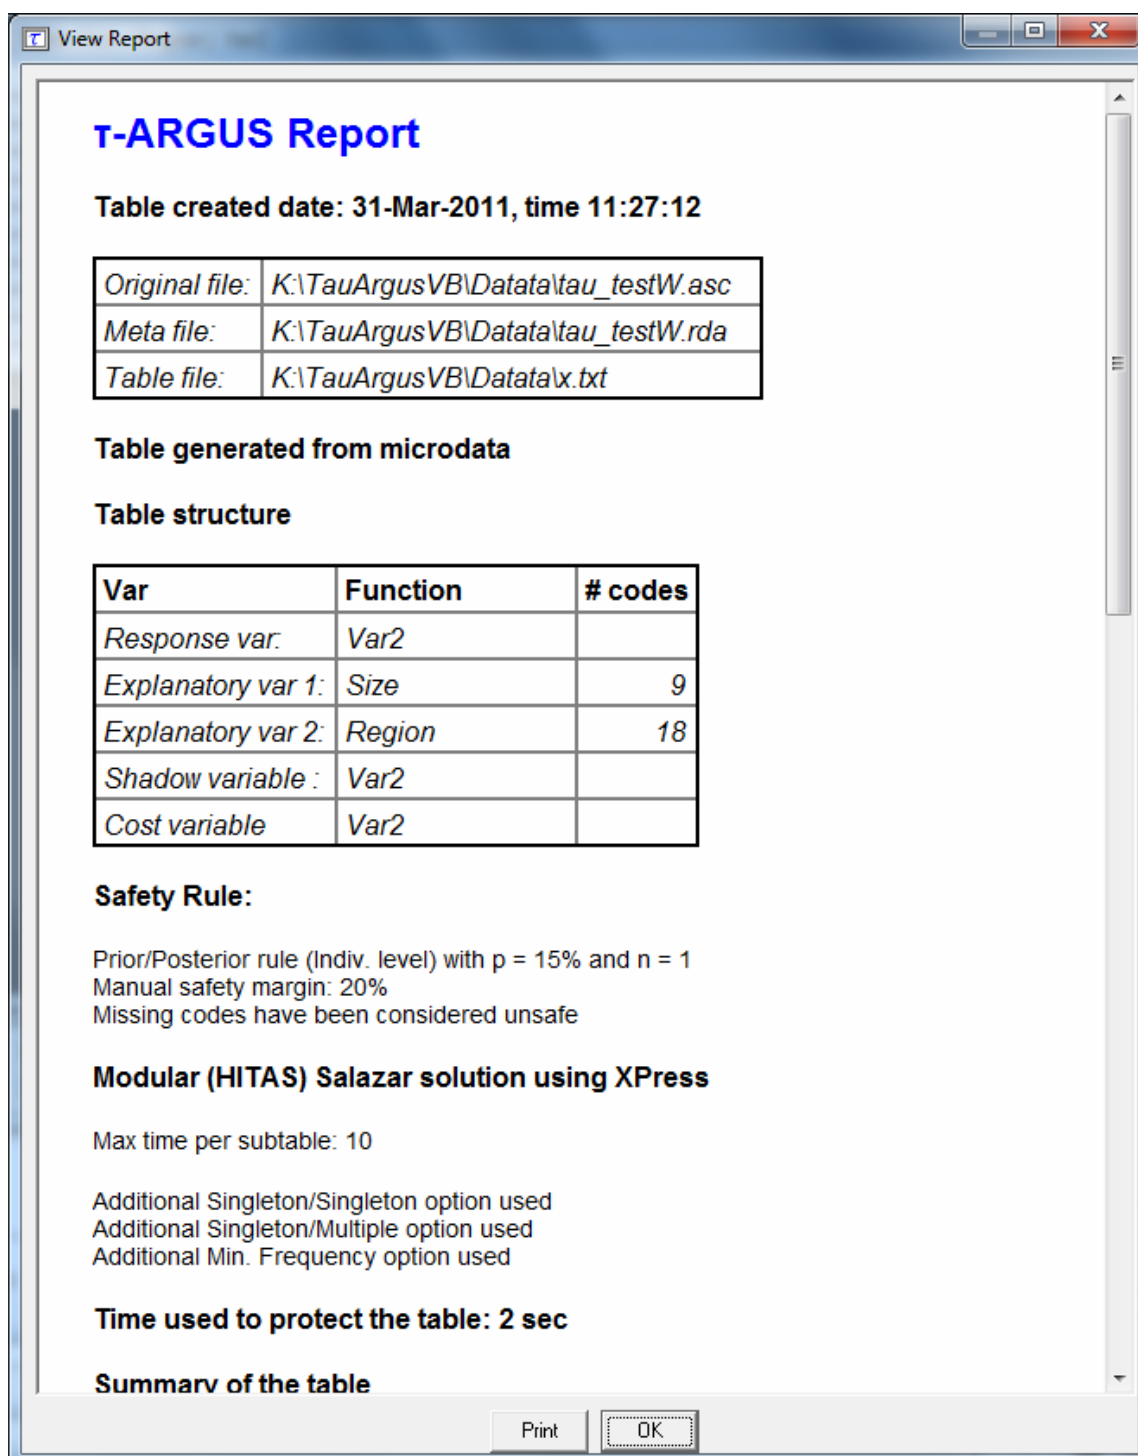 View Report
τ-ARGUS Report
Table created date: 31-Mar-2011, time 11:27:12
Original file: K:\TauArgusVB\Datata\tau_testW.asc
Meta file: K:\TauArgusVB\Datata\tau_testW.rda
Table file: K:\TauArgusVB\Datata\x.txt
Table generated from microdata
Table structure
Var Function # codes
Response var: Var2
Explanatory var 1: Size 9
Explanatory var 2: Region 18
Shadow variable : Var2
Cost variable Var2
Safety Rule:
Prior/Posterior rule (Indiv. level) with p = 15% and n = 1
Manual safety margin: 20%
Missing codes have been considered unsafe
Modular (HITAS) Salazar solution using XPress
Max time per subtable: 10
Additional Singleton/Singleton option used
Additional Singleton/Multiple option used
Additional Min. Frequency option used
Time used to protect the table: 2 sec
Summary of the table
Print OK